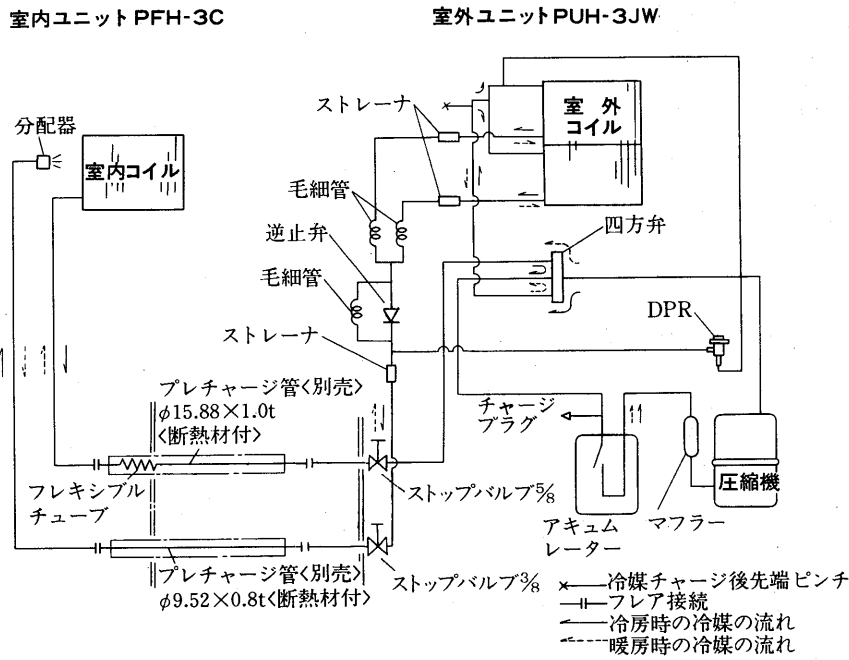 室内ユニットPFH-3C
室外ユニットPUH-3JW
ストレーナ
室外
コイル
分配器
室内コイル
毛細管
逆止弁
四方弁
毛細管
DPR
ストレーナ
プレチャージ管<別売>
φ15.88×1.0t
<断熱材付>
チャージ
プラグ
フレキシブル
チューブ
ストップバルブ5/8
圧縮機
アキュム
レーター
マフラー
プレチャージ管<別売>
φ9.52×0.8t<断熱材付>
ストップバルブ3/8
冷媒チャージ後先端ピンチ
フレア接続
冷房時の冷媒の流れ
暖房時の冷媒の流れ